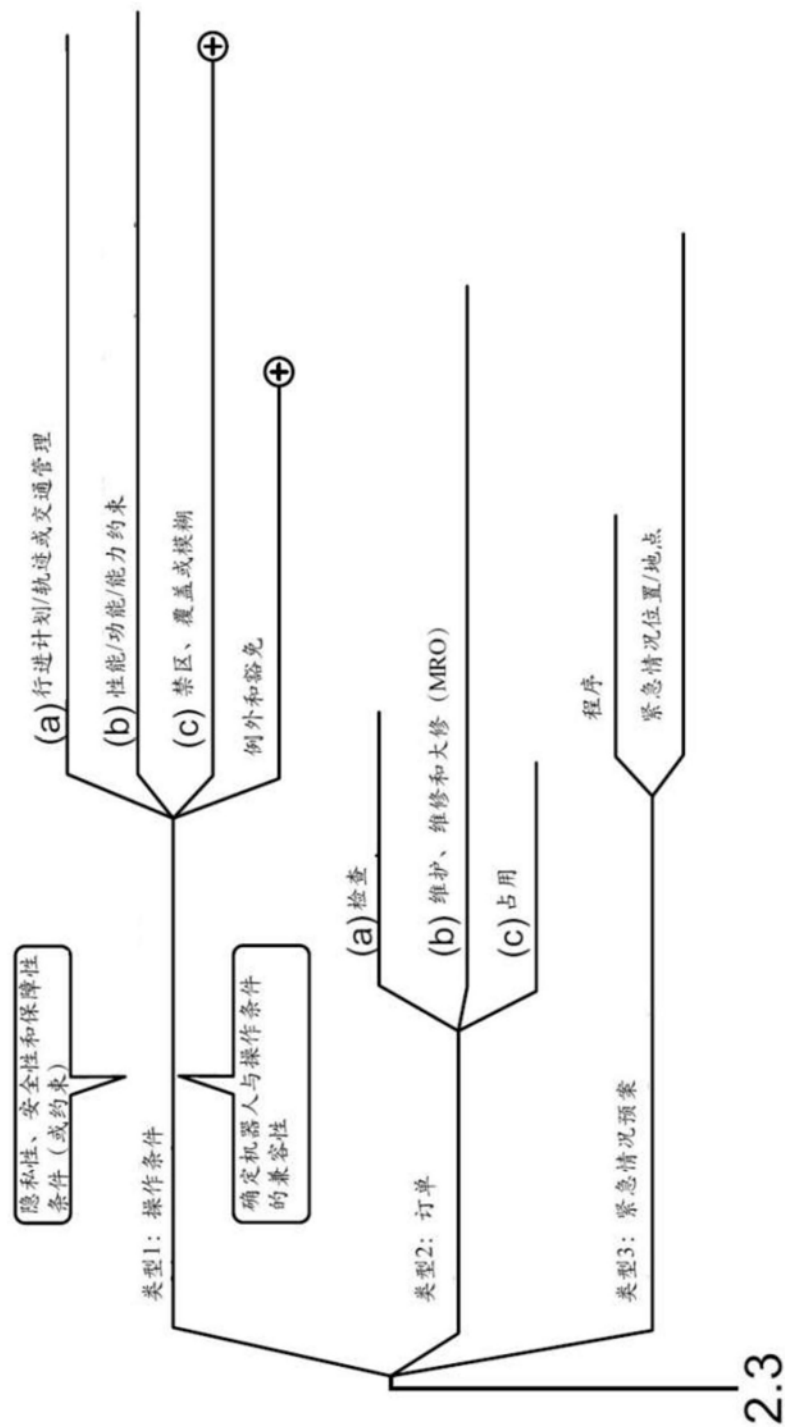 隐私性、安全性和保障性
条件（或约束）
类型1：操作条件
确定机器人与操作条件
的兼容性
(a) 行进计划/轨迹或交通管理
(b) 性能/功能/能力约束
(c) 禁区、覆盖或模糊
例外和豁免
类型2：订单
(a) 检查
(b) 维护、维修和大修（MRO）
(c) 占用
类型3：紧急情况预案
程序
紧急情况位置/地点
2.3